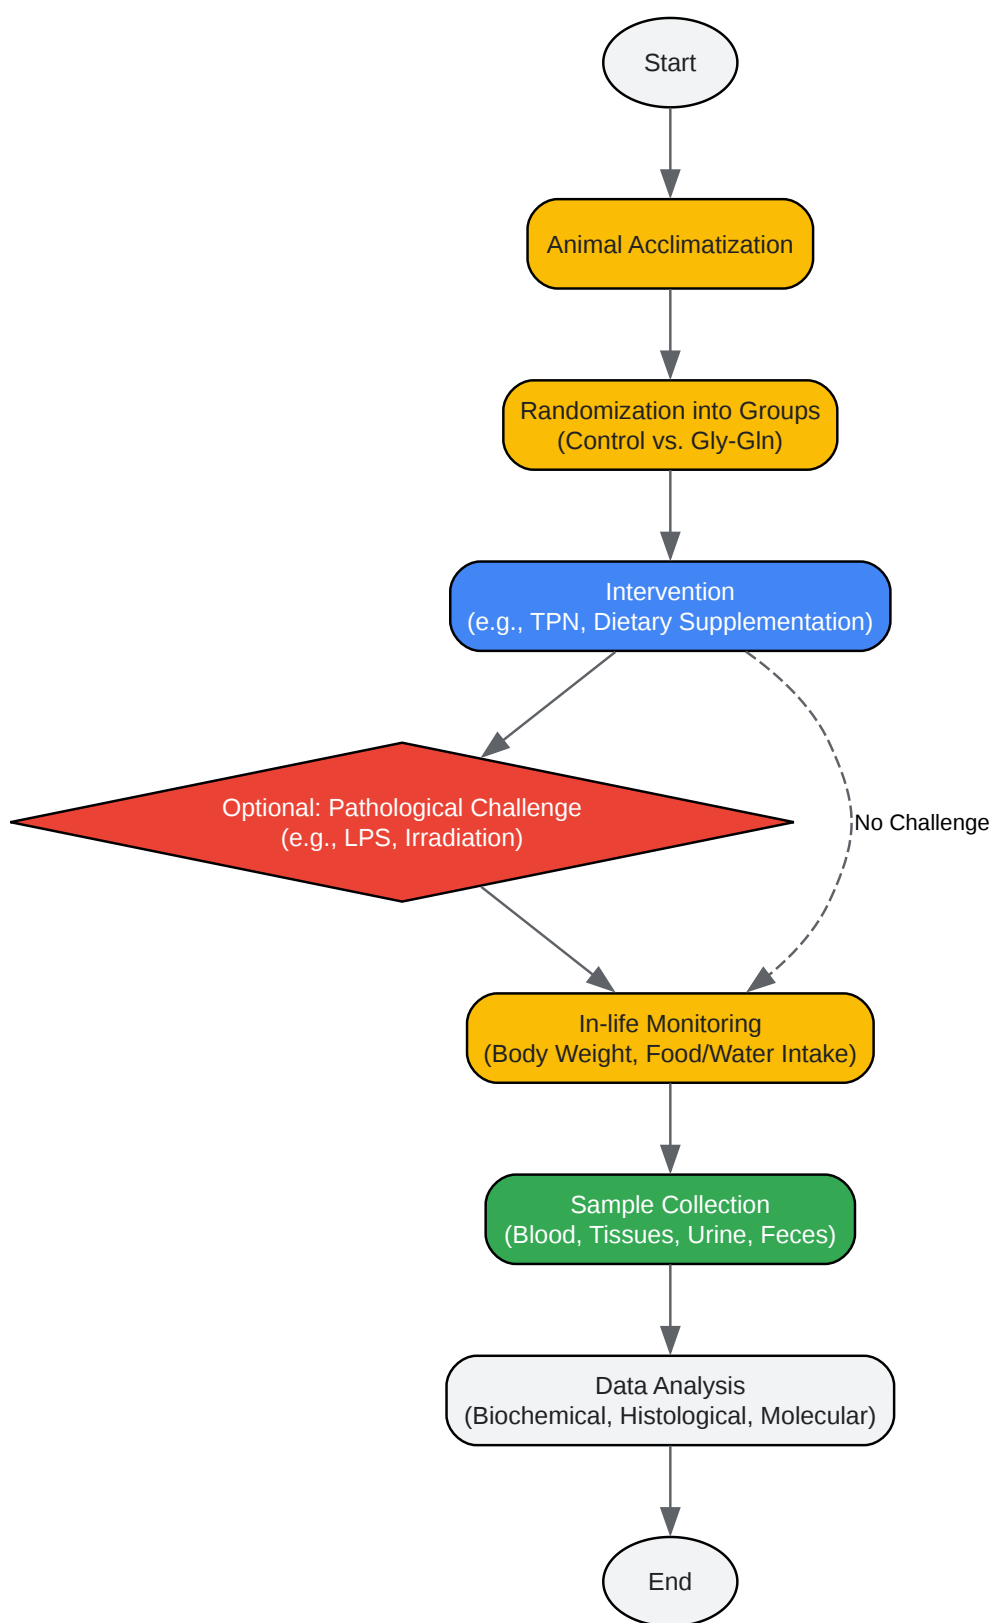 Start
Animal Acclimatization
Randomization into Groups
(Control vs. Gly-Gln)
Intervention
(e.g., TPN, Dietary Supplementation)
Optional: Pathological Challenge
(e.g., LPS, Irradiation)
No Challenge
In-life Monitoring
(Body Weight, Food/Water Intake)
Sample Collection
(Blood, Tissues, Urine, Feces)
Data Analysis
(Biochemical, Histological, Molecular)
End